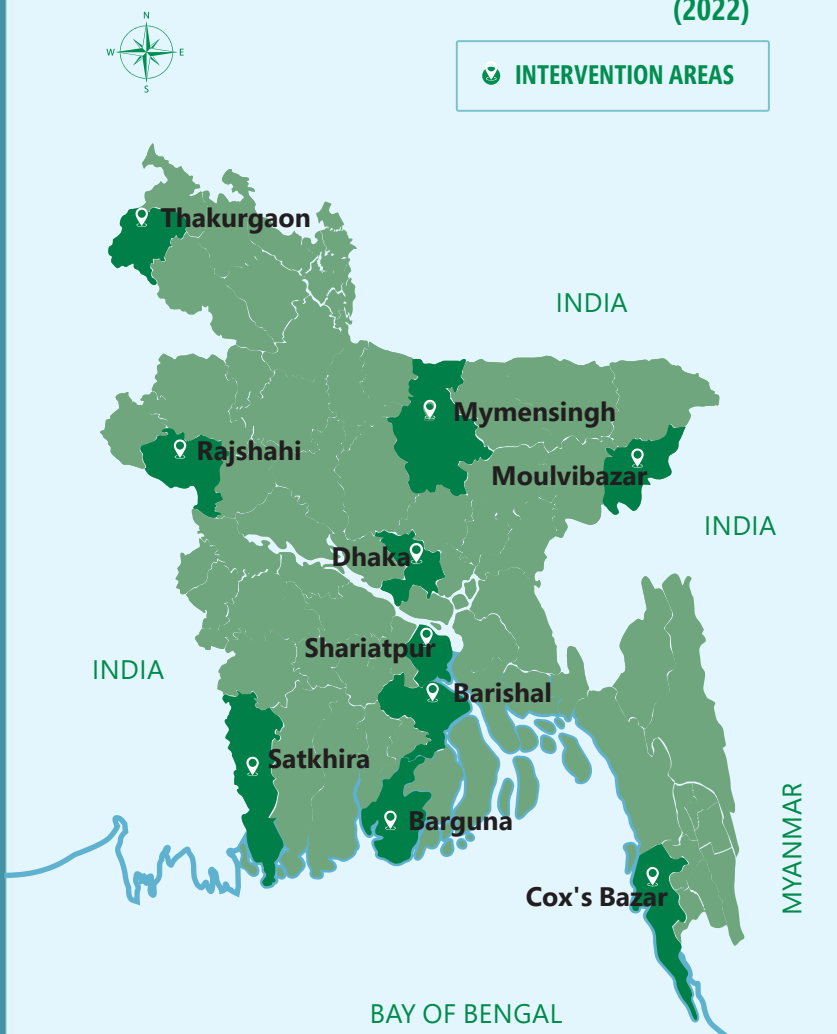 (2022)
N
W E
S
INTERVENTION AREAS
Thakurgaon
INDIA
Mymensingh
Rajshahi
Moulvibazar
INDIA
Dhaka
Shariatpur
INDIA
Barishal
Satkhira
MYANMAR
Barguna
Cox's Bazar
BAY OF BENGAL